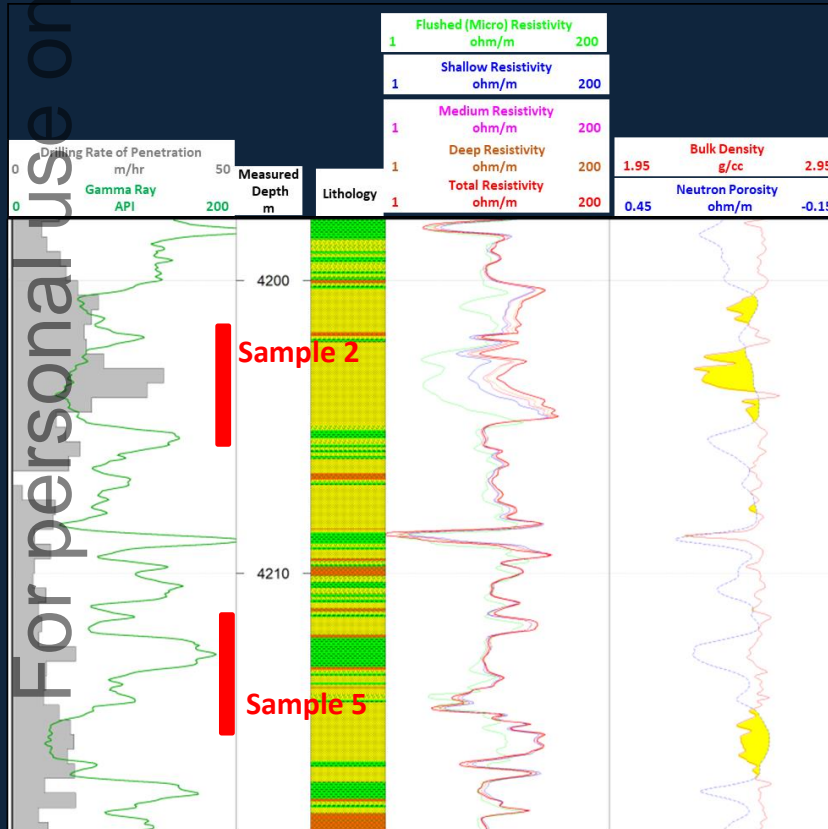 Flushed (Micro) Resistivity
1 ohm/m 200
Shallow Resistivity
1 ohm/m 200
Medium Resistivity
1 ohm/m 200
Drilling Rate of Penetration
0 m/hr 50
Gamma Ray
0 API 200
Measured
Depth
m
Lithology
Deep Resistivity
1 ohm/m 200
Total Resistivity
1 ohm/m 200
Bulk Density
1.95 g/cc 2.95
Neutron Porosity
0.45 ohm/m -0.15
4200
Sample 2
4210
Sample 5
For personal use on